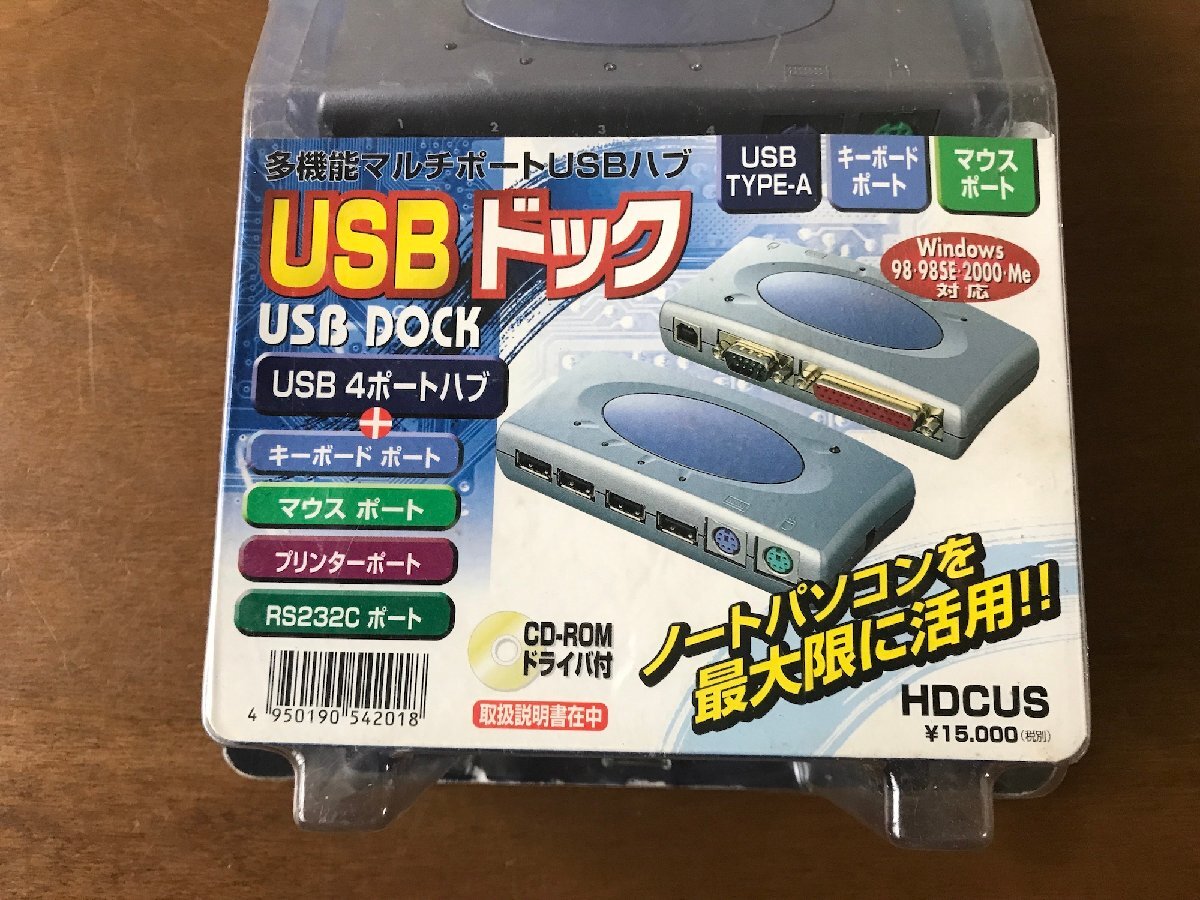 1 2 3 4
多機能マルチポートUSBハブ
USB
TYPE-A
キーボード
ポート
マウス
ポート
USBドック
USB DOCK
Windows
98・98SE・2000・Me
対応
USB 4ポートハブ
+
キーボード ポート
マウス ポート
プリンターポート
RS232C ポート
CD-ROM
ドライバ付
取扱説明書在中
ノートパソコンを
最大限に活用!!
4 950190 542018
HDCUS
¥15.000(税別)